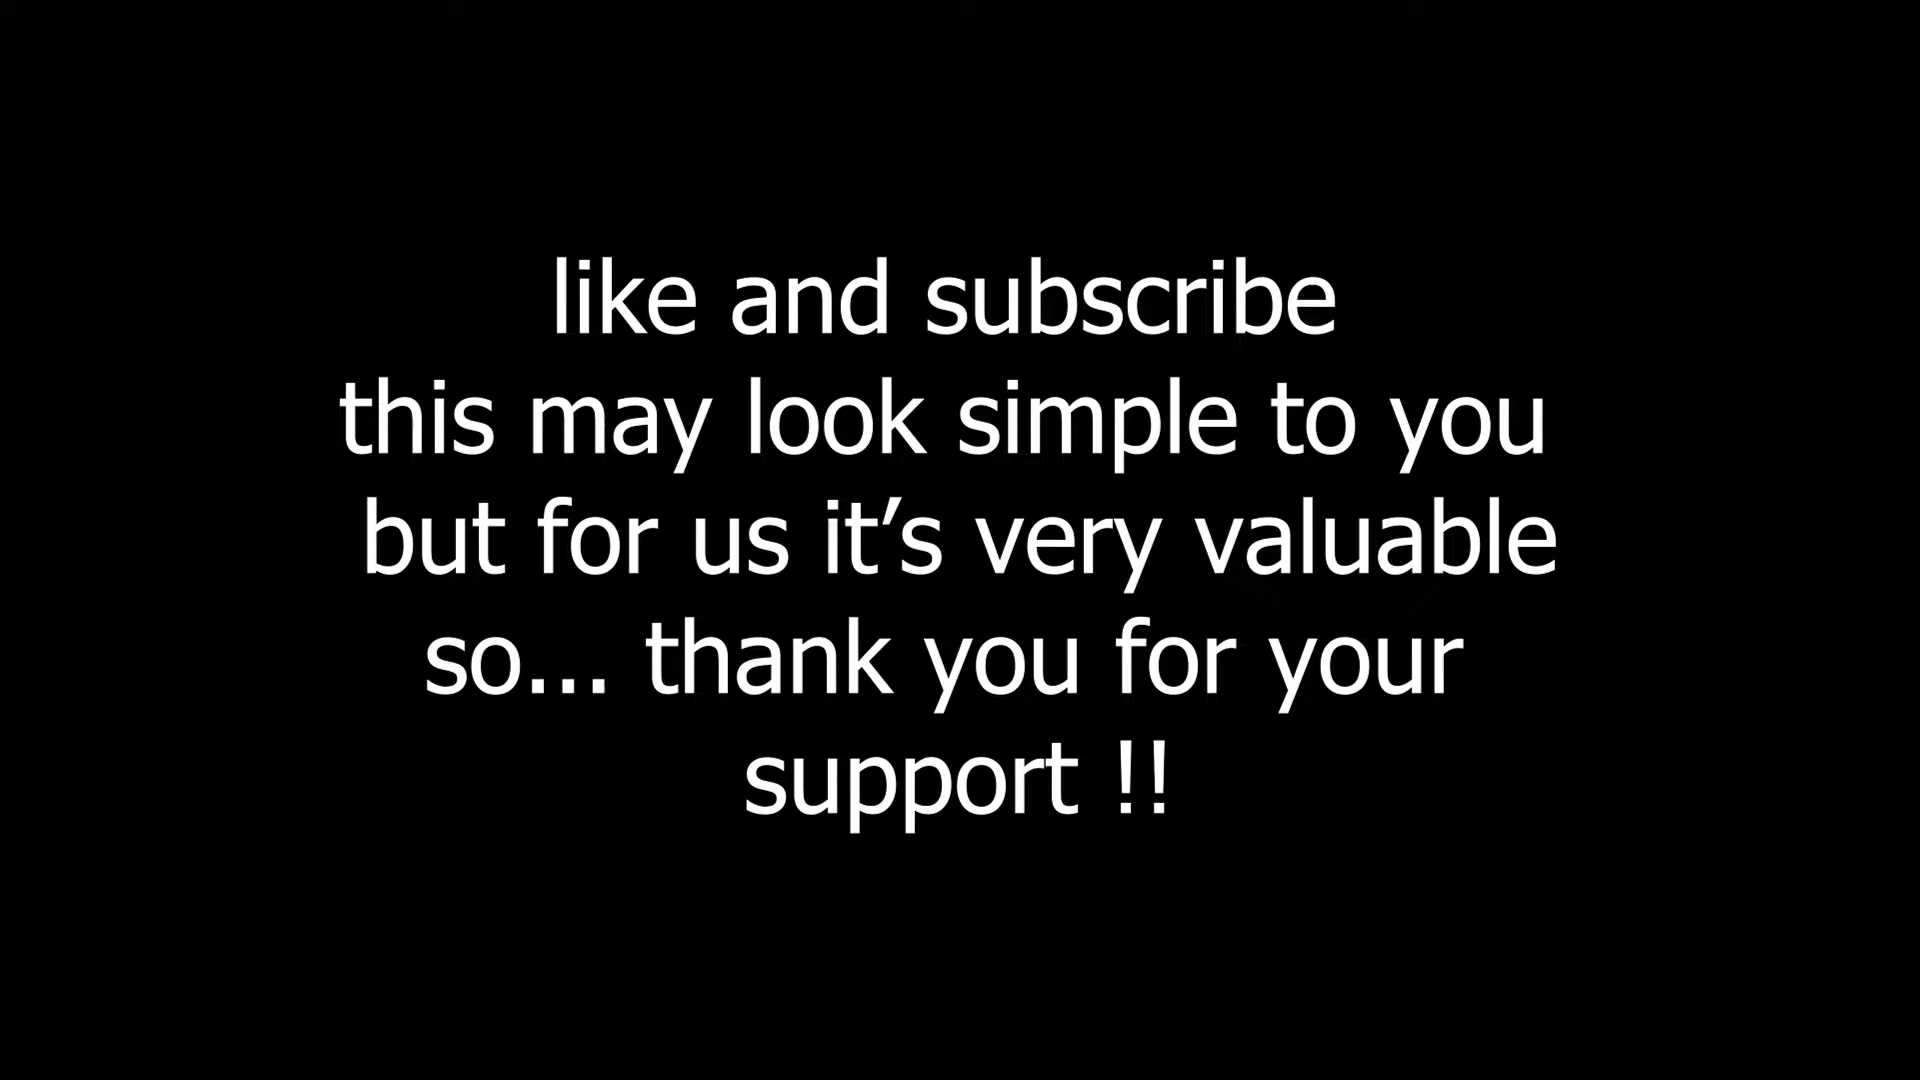 like and subscribe
this may look simple to you
but for us it’s very valuable
so... thank you for your
support !!